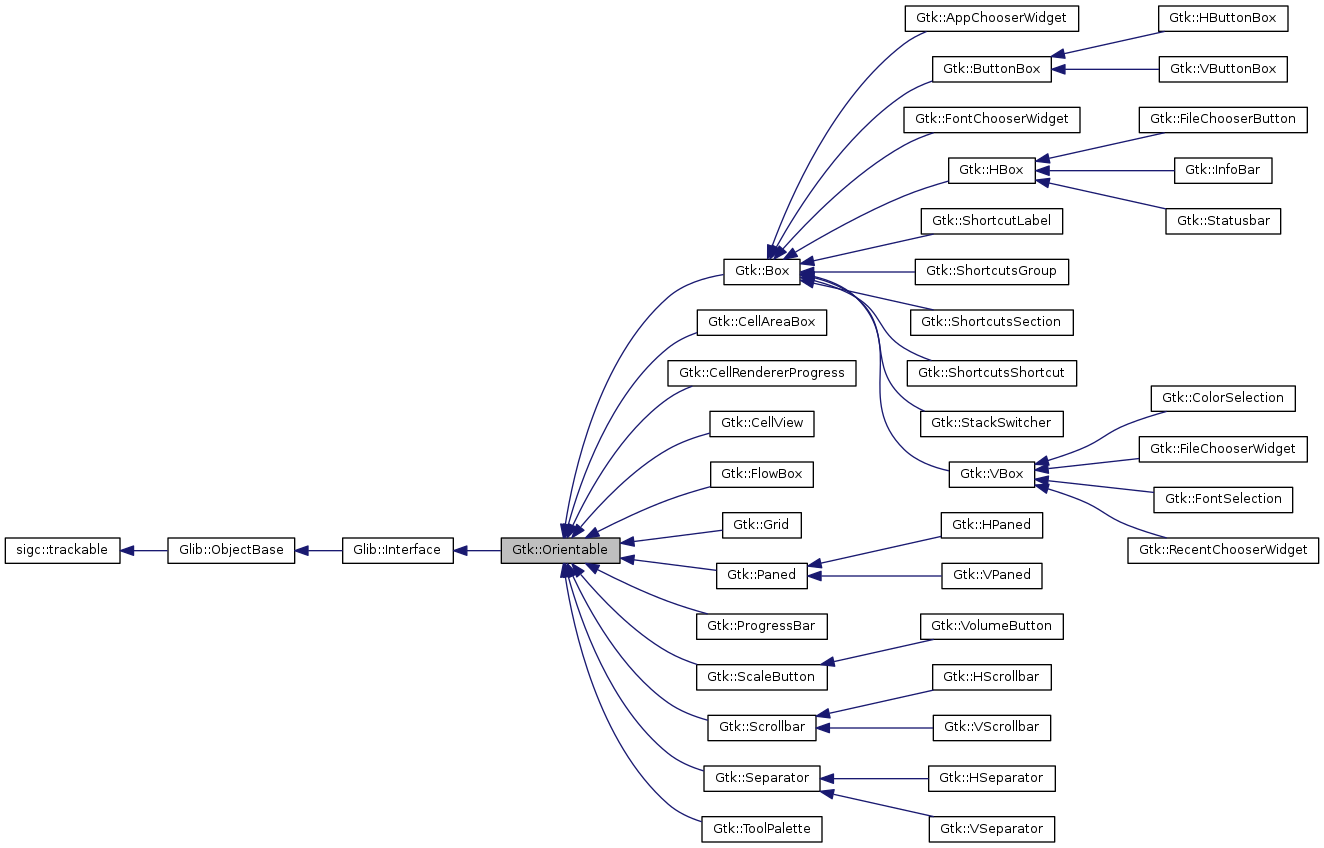 Gtk::AppChooserWidget
Gtk::HButtonBox
Gtk::ButtonBox
Gtk::VButtonBox
Gtk::FontChooserWidget
Gtk::FileChooserButton
Gtk::HBox
Gtk::InfoBar
Gtk::ShortcutLabel
Gtk::Statusbar
Gtk::Box
Gtk::ShortcutsGroup
Gtk::CellAreaBox
Gtk::ShortcutsSection
Gtk::CellRendererProgress
Gtk::ShortcutsShortcut
Gtk::ColorSelection
Gtk::CellView
Gtk::StackSwitcher
Gtk::FileChooserWidget
Gtk::FlowBox
Gtk::VBox
Gtk::FontSelection
Gtk::Grid
Gtk::HPaned
sigc::trackable
Glib::ObjectBase
Glib::Interface
Gtk::Orientable
Gtk::RecentChooserWidget
Gtk::Paned
Gtk::VPaned
Gtk::ProgressBar
Gtk::VolumeButton
Gtk::ScaleButton
Gtk::HScrollbar
Gtk::Scrollbar
Gtk::VScrollbar
Gtk::Separator
Gtk::HSeparator
Gtk::ToolPalette
Gtk::VSeparator